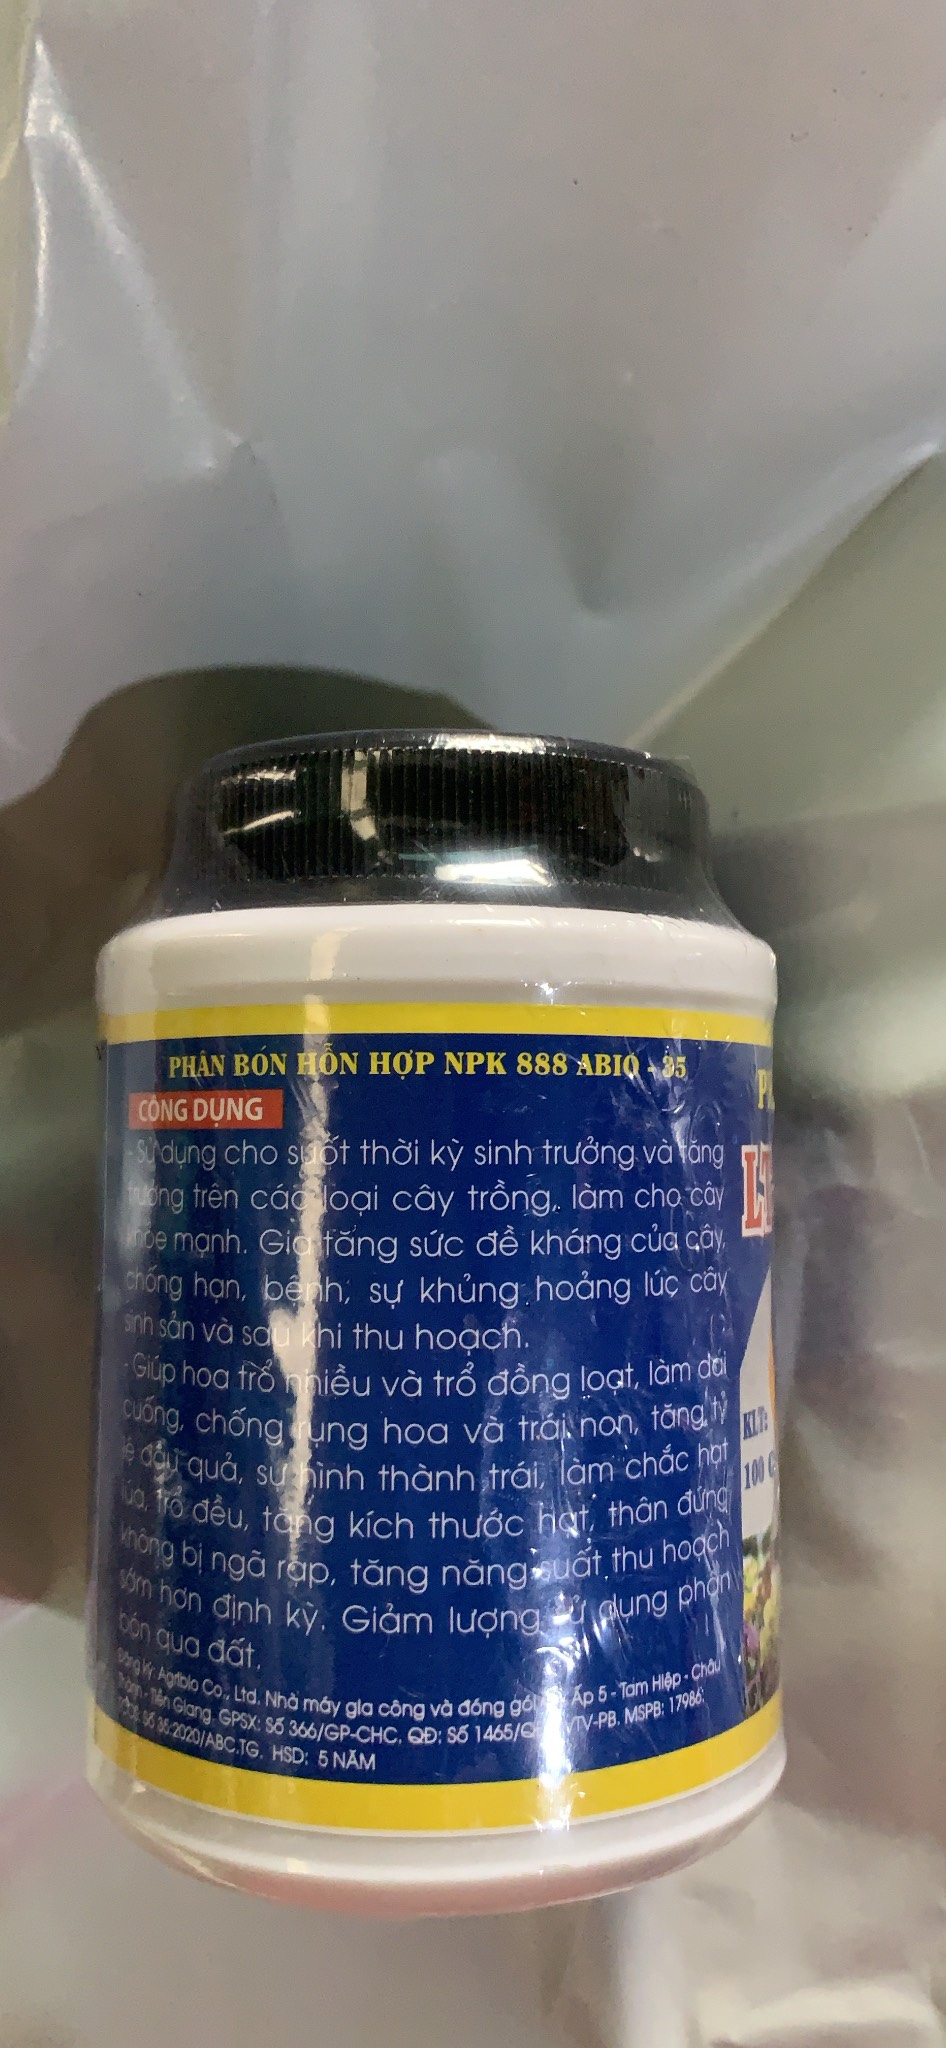 PHÂN BÓN HỖN HỢP NPK 888 ABIO - 35
CÔNG DỤNG
- Sử dụng cho suốt thời kỳ sinh trưởng và tăng
trưởng trên các loại cây trồng, làm cho cây
khỏe mạnh. Gia tăng sức đề kháng của cây,
chống hạn, bệnh, sự khủng hoảng lúc cây
sinh sản và sau khi thu hoạch.
- Giúp hoa trổ nhiều và trổ đồng loạt, làm dai
cuống, chống rụng hoa và trái non, tăng tỷ
lệ đậu quả, sự hình thành trái, làm chắc hạt
lúa, trổ đều, tăng kích thước hạt, thân đứng
không bị ngã rạp, tăng năng suất thu hoạch
sớm hơn định kỳ. Giảm lượng sử dụng phân
bón qua đất.
Đăng ký: Agribio Co., Ltd. Nhà máy gia công và đóng gói: Ấp 5 - Tam Hiệp - Châu
Thành - Tiền Giang. GPSX: Số 366/GP-CHC. QĐ: Số 1465/ VTV-PB. MSPB: 17986;
Số 35:2020/ABC.TG. HSD: 5 NĂM
KLT:
100